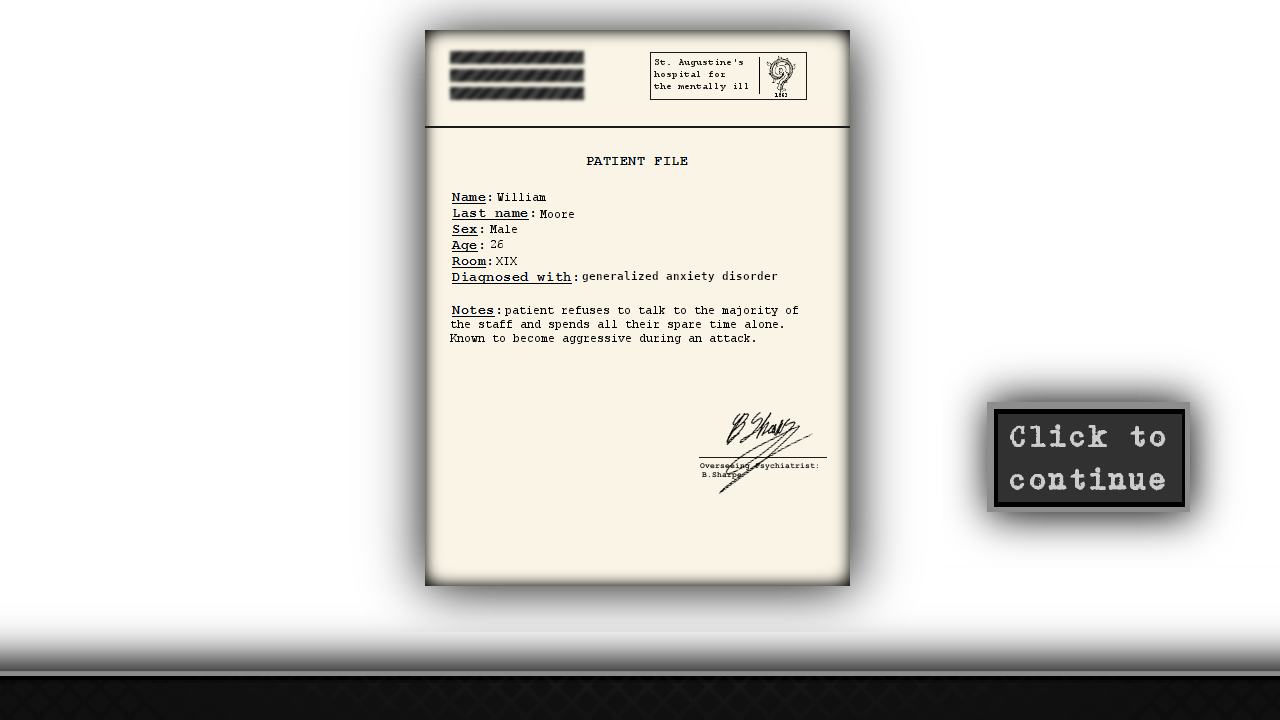 St. Augustine's
hospital for
the mentally ill
1863
PATIENT FILE
Name: William
Last name: Moore
Sex: Male
Age: 26
Room: XIX
Diagnosed with: generalized anxiety disorder
Notes: patient refuses to talk to the majority of
the staff and spends all their spare time alone.
Known to become aggressive during an attack.
B Sharpe
Overseeing Psychiatrist:
B.Sharpe
Click to
continue